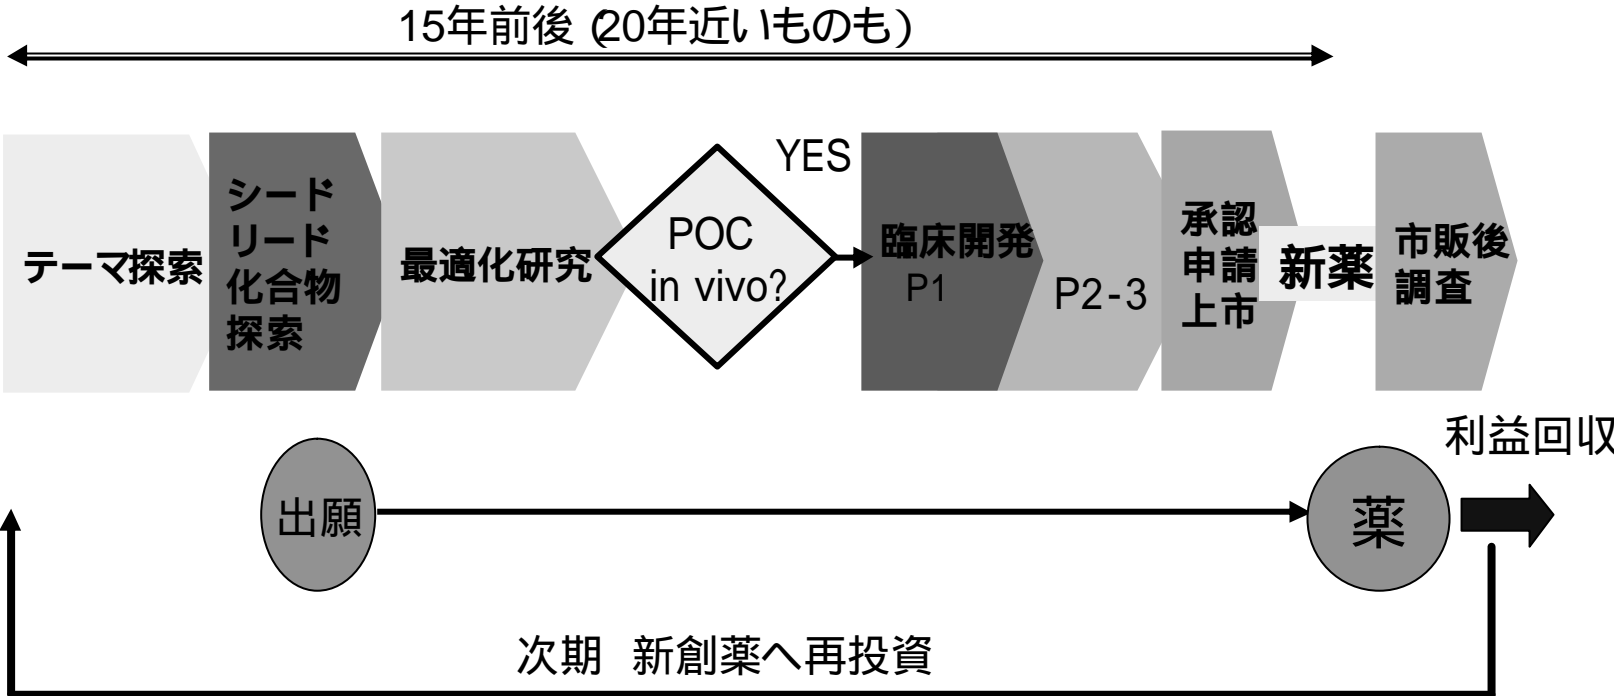 15年前後（20年近いものも）
YES
テーマ探索
シード
リード
化合物
探索
最適化研究
POC
in vivo?
臨床開発
P1
P2-3
承認
申請
上市
新薬
市販後
調査
利益回収
出願
薬
次期　新創薬へ再投資